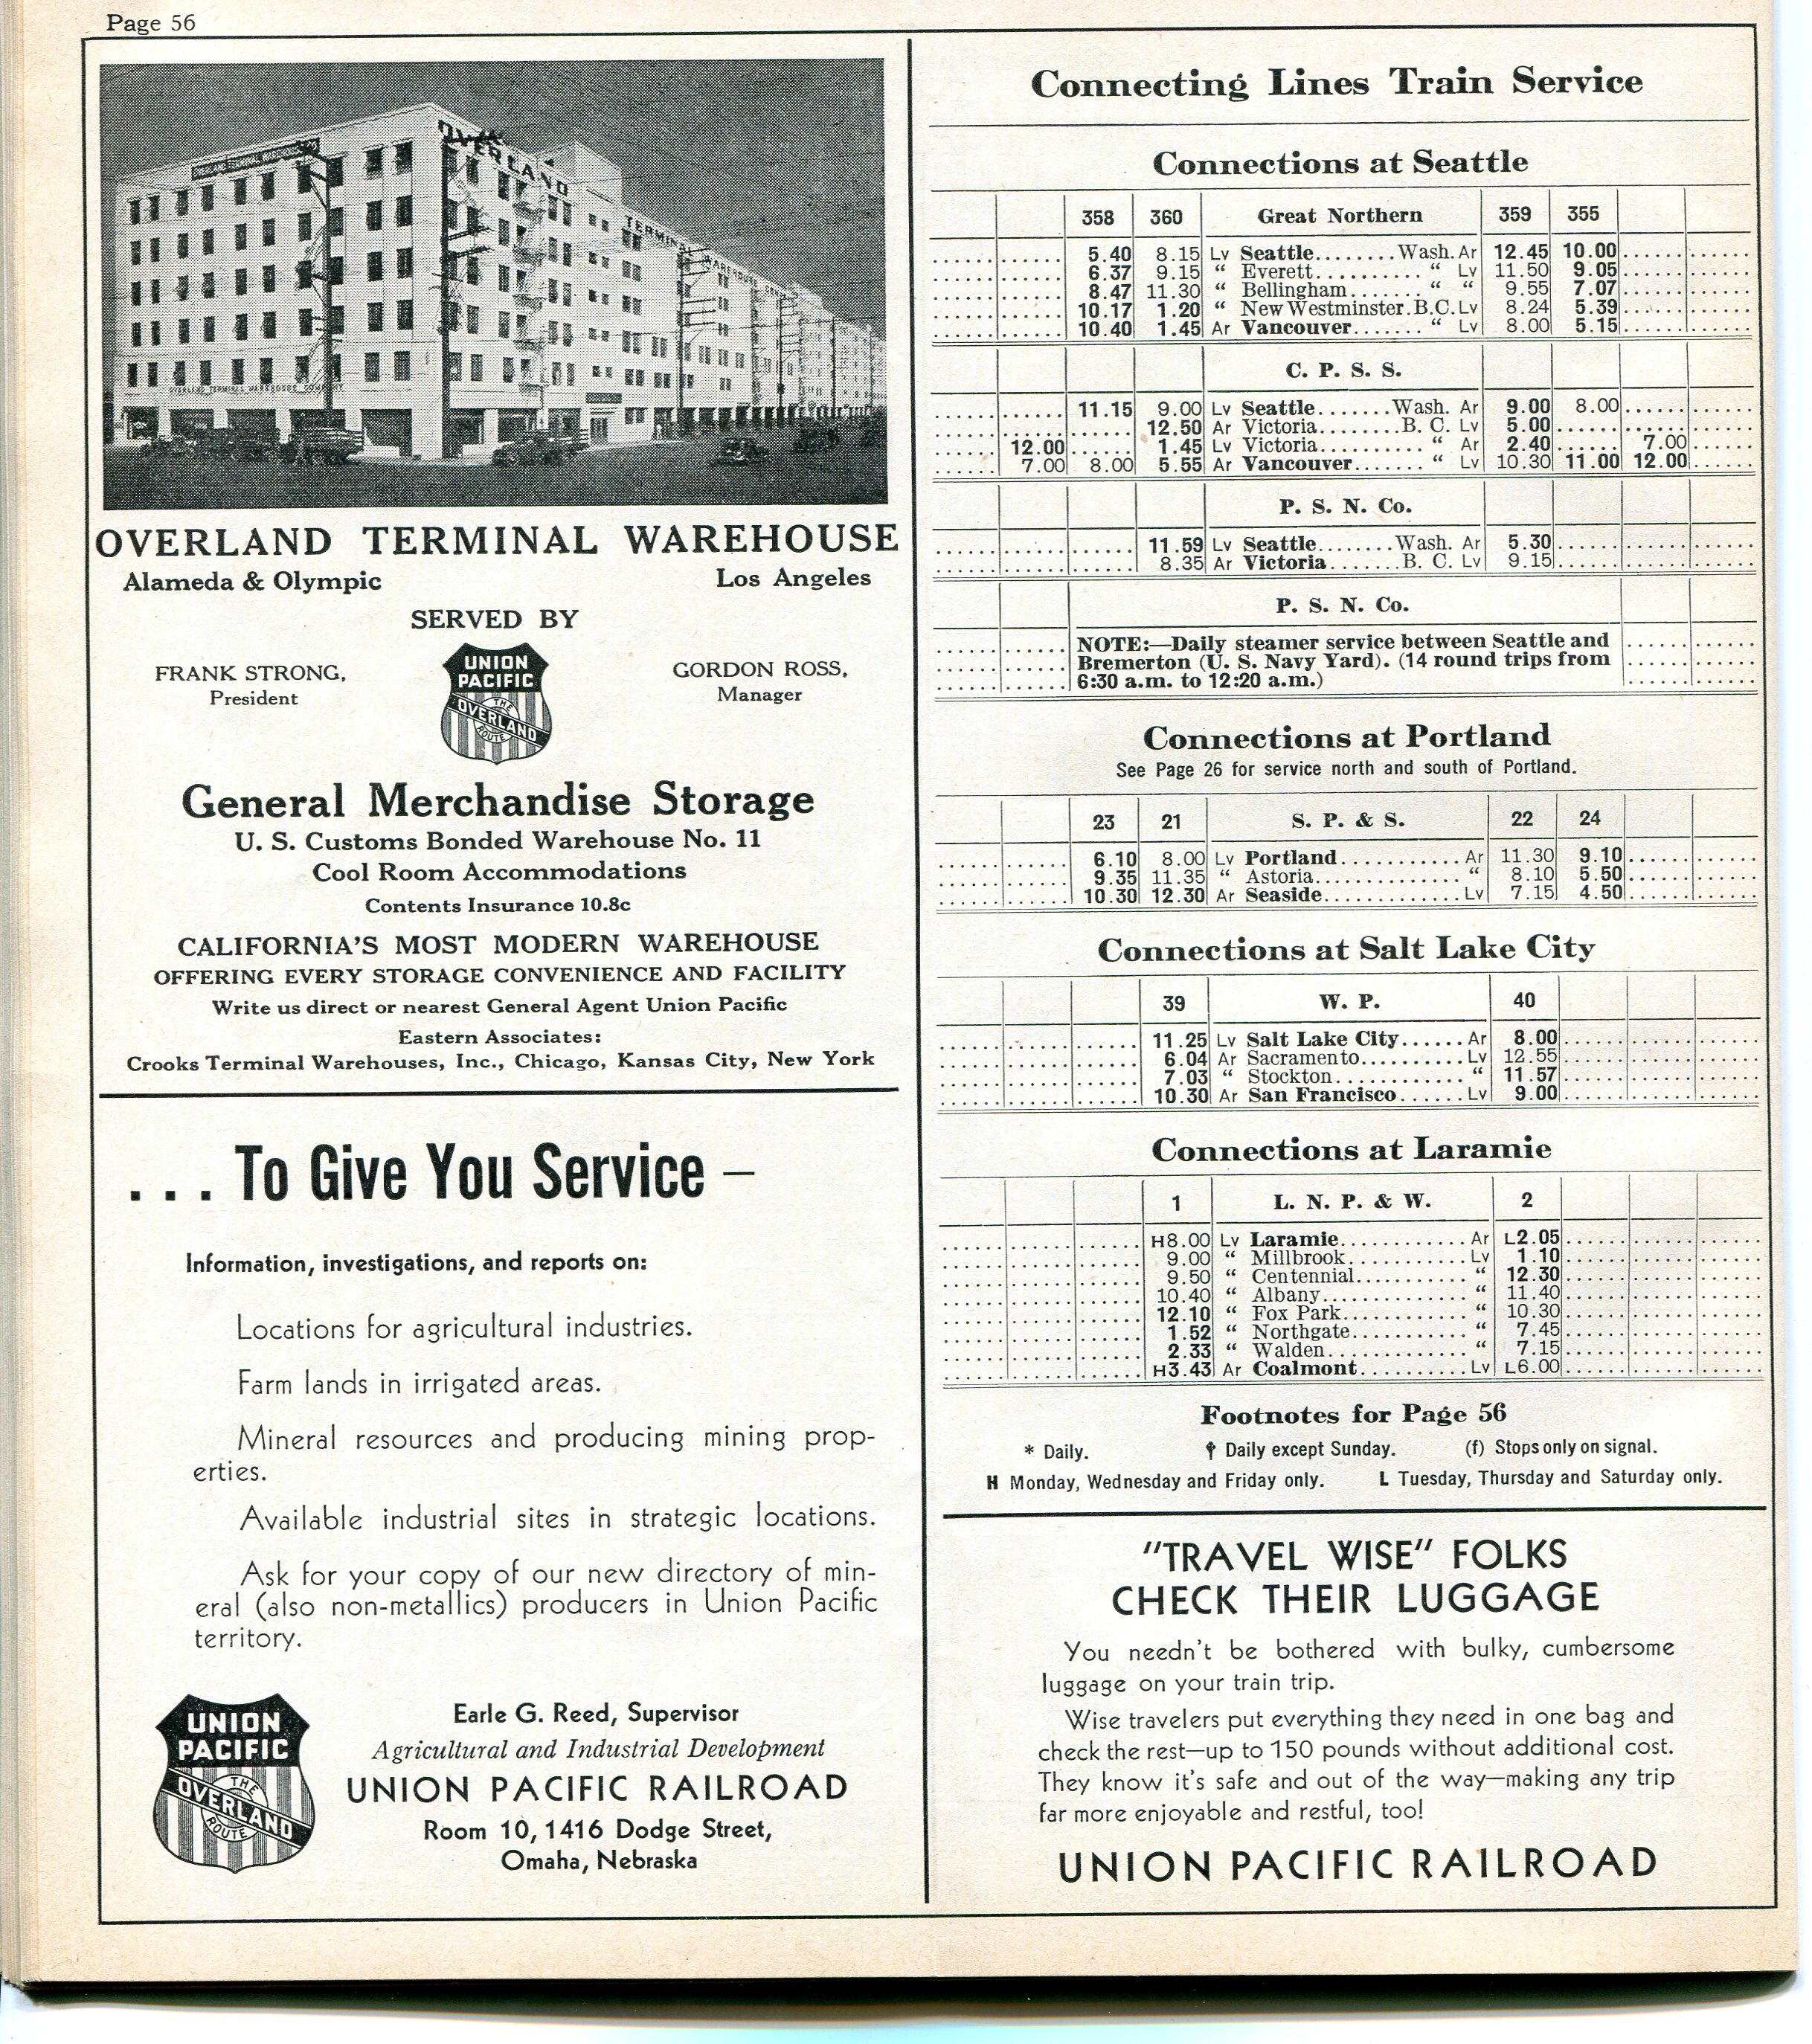 Page 56
OVERLAND TERMINAL WAREHOUSE CO.
OVERLAND
TERMINAL
WAREHOUSE
OVERLAND TERMINAL WAREHOUSE COMPANY
OVERLAND TERMINAL WAREHOUSE
Alameda & Olympic Los Angeles
SERVED BY
FRANK STRONG,
President
UNION
PACIFIC
THE
OVERLAND
ROUTE
GORDON ROSS,
Manager
General Merchandise Storage
U. S. Customs Bonded Warehouse No. 11
Cool Room Accommodations
Contents Insurance 10.8c
CALIFORNIA'S MOST MODERN WAREHOUSE
OFFERING EVERY STORAGE CONVENIENCE AND FACILITY
Write us direct or nearest General Agent Union Pacific
Eastern Associates:
Crooks Terminal Warehouses, Inc., Chicago, Kansas City, New York
. . . To Give You Service —
Information, investigations, and reports on:
Locations for agricultural industries.
Farm lands in irrigated areas.
Mineral resources and producing mining prop-
erties.
Available industrial sites in strategic locations.
Ask for your copy of our new directory of min-
eral (also non-metallics) producers in Union Pacific
territory.
UNION
PACIFIC
THE
OVERLAND
ROUTE
Earle G. Reed, Supervisor
Agricultural and Industrial Development
UNION PACIFIC RAILROAD
Room 10, 1416 Dodge Street,
Omaha, Nebraska
Connecting Lines Train Service
Connections at Seattle
358 360 Great Northern 359 355
5.40 8.15 Lv Seattle........Wash. Ar 12.45 10.00
6.37 9.15 “ Everett.......... “ Lv 11.50 9.05
8.47 11.30 “ Bellingham....... “ “ 9.55 7.07
10.17 1.20 “ New Westminster.B.C. Lv 8.24 5.39
10.40 1.45 Ar Vancouver....... “ Lv 8.00 5.15
C. P. S. S.
11.15 9.00 Lv Seattle.......Wash. Ar 9.00 8.00
12.50 Ar Victoria........B. C. Lv 5.00
12.00 1.45 Lv Victoria........ “ Ar 2.40 7.00
7.00 8.00 5.55 Ar Vancouver....... “ Lv 10.30 11.00 12.00
P. S. N. Co.
11.59 Lv Seattle........Wash. Ar 5.30
8.35 Ar Victoria.......B. C. Lv 9.15
P. S. N. Co.
NOTE:—Daily steamer service between Seattle and
Bremerton (U. S. Navy Yard). (14 round trips from
6:30 a.m. to 12:20 a.m.)
Connections at Portland
See Page 26 for service north and south of Portland.
23 21 S. P. & S. 22 24
6.10 8.00 Lv Portland........... Ar 11.30 9.10
9.35 11.35 “ Astoria............. “ 8.10 5.50
10.30 12.30 Ar Seaside............. Lv 7.15 4.50
Connections at Salt Lake City
39 W. P. 40
11.25 Lv Salt Lake City...... Ar 8.00
6.04 Ar Sacramento.......... Lv 12.55
7.03 “ Stockton............ “ 11.57
10.30 Ar San Francisco...... Lv 9.00
Connections at Laramie
1 L. N. P. & W. 2
H8.00 Lv Laramie............ Ar L2.05
9.00 “ Millbrook........... Lv 1.10
9.50 “ Centennial.......... “ 12.30
10.40 “ Albany............. “ 11.40
12.10 “ Fox Park........... “ 10.30
1.52 “ Northgate........... “ 7.45
2.33 “ Walden............. “ 7.15
H3.43 Ar Coalmont........... Lv L6.00
Footnotes for Page 56
* Daily. † Daily except Sunday. (f) Stops only on signal.
H Monday, Wednesday and Friday only. L Tuesday, Thursday and Saturday only.
"TRAVEL WISE" FOLKS
CHECK THEIR LUGGAGE
You needn't be bothered with bulky, cumbersome
luggage on your train trip.
Wise travelers put everything they need in one bag and
check the rest—up to 150 pounds without additional cost.
They know it's safe and out of the way—making any trip
far more enjoyable and restful, too!
UNION PACIFIC RAILROAD